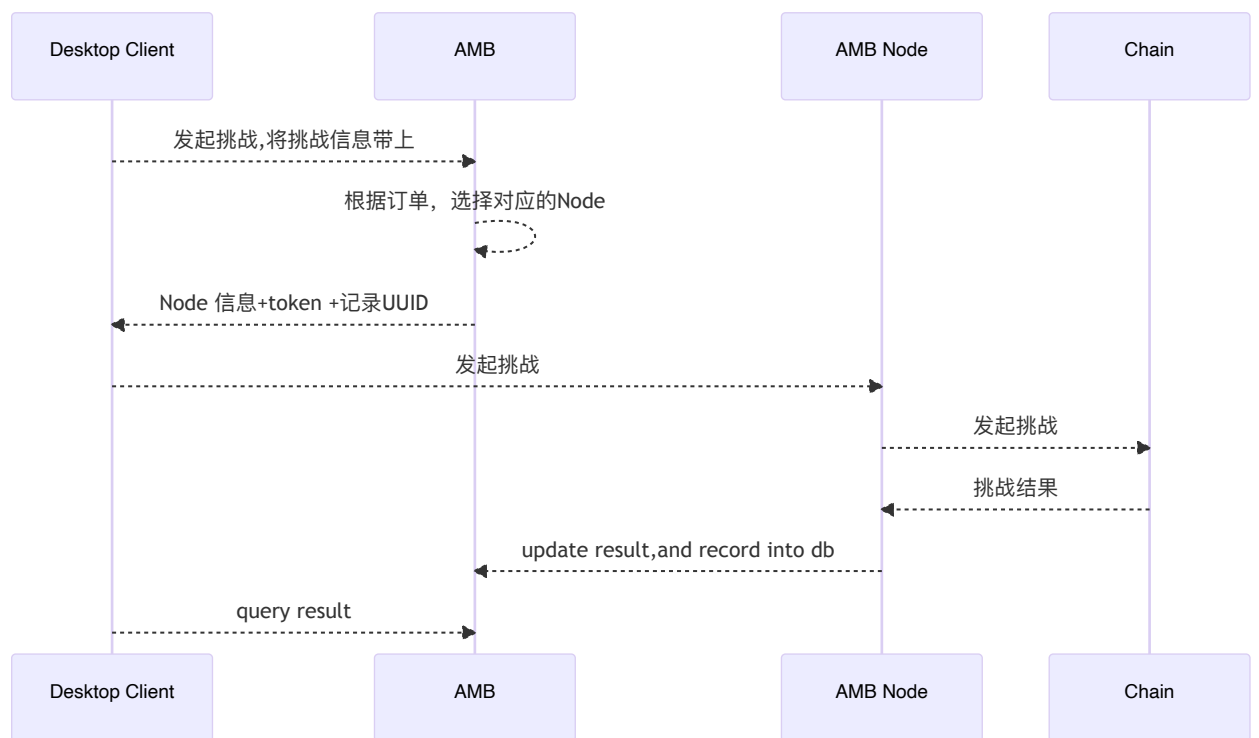 Desktop Client
AMB
AMB Node
Chain
发起挑战,将挑战信息带上
根据订单，选择对应的Node
Node 信息+token +记录UUID
发起挑战
发起挑战
挑战结果
update result,and record into db
query result
Desktop Client
AMB
AMB Node
Chain